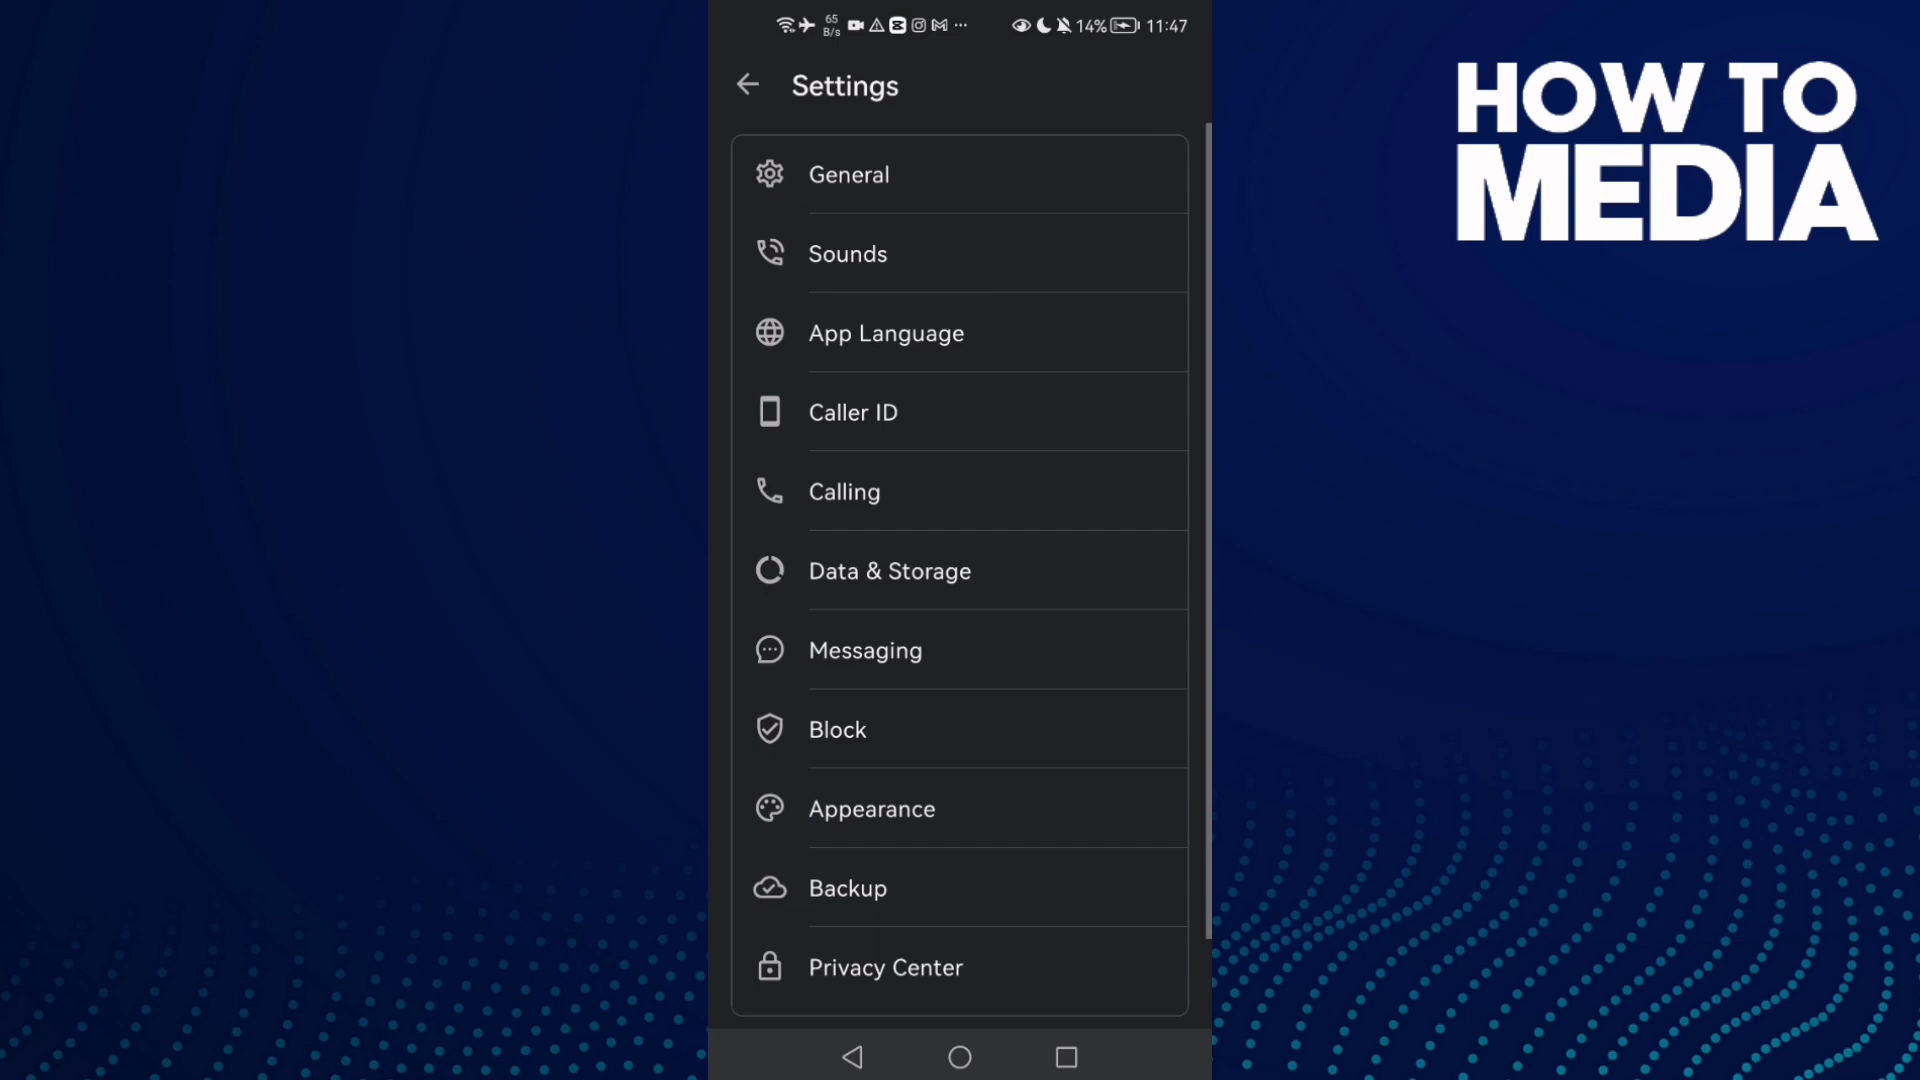 65
B/s
14%
11:47
HOW TO
MEDIA
Settings
General
Sounds
App Language
Caller ID
Calling
Data & Storage
Messaging
Block
Appearance
Backup
Privacy Center